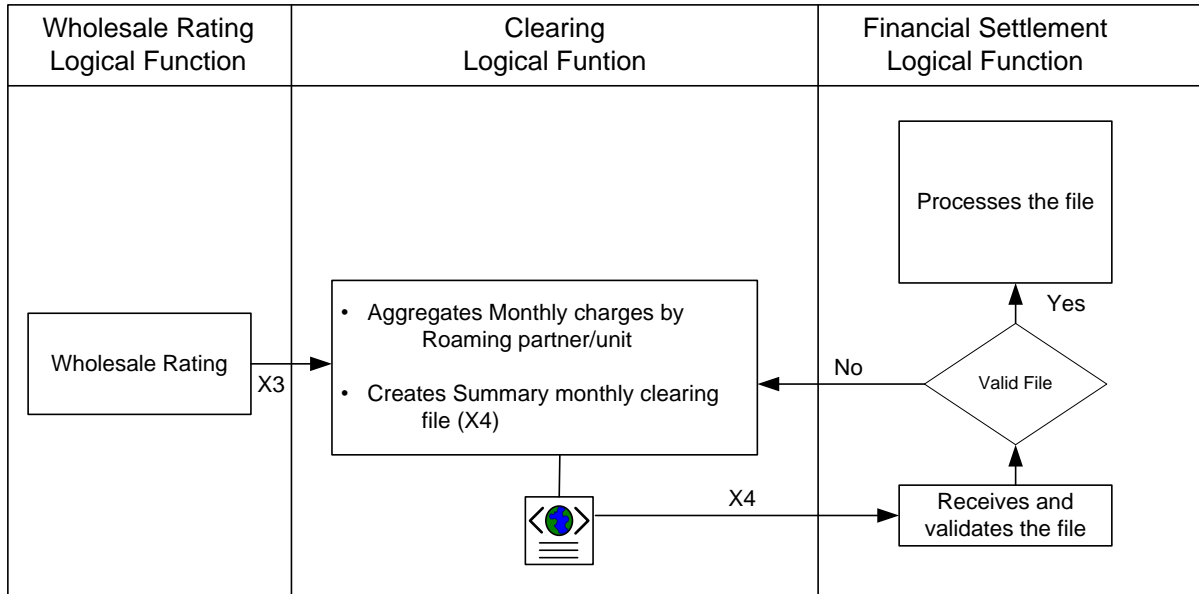 Wholesale Rating
Logical Function
Clearing
Logical Funtion
Financial Settlement
Logical Function
Processes the file
Yes
• Aggregates Monthly charges by
Roaming partner/unit
• Creates Summary monthly clearing
file (X4)
Wholesale Rating
X3
No
Valid File
X4
Receives and
validates the file